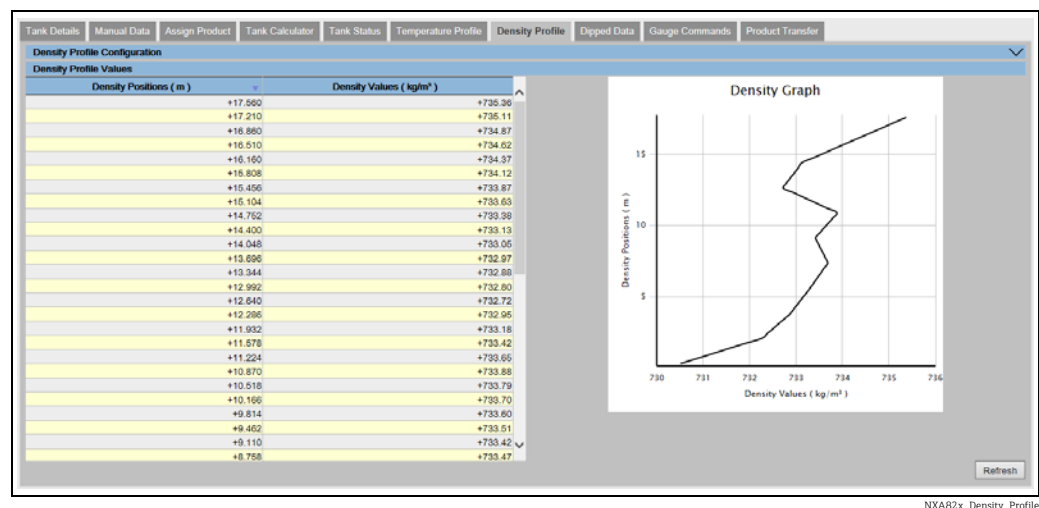 Tank Details Manual Data Assign Product Tank Calculator Tank Status Temperature Profile Density Profile Dipped Data Gauge Commands Product Transfer
Density Profile Configuration
Density Profile Values
Density Positions ( m ) Density Values ( kg/m³ )
+17.560 +735.36
+17.210 +735.11
+16.860 +734.87
+16.510 +734.62
+16.160 +734.37
+15.808 +734.12
+15.456 +733.87
+15.104 +733.63
+14.752 +733.38
+14.400 +733.13
+14.048 +733.05
+13.696 +732.97
+13.344 +732.88
+12.992 +732.80
+12.640 +732.72
+12.286 +732.95
+11.932 +733.18
+11.578 +733.42
+11.224 +733.65
+10.870 +733.88
+10.518 +733.79
+10.166 +733.70
+9.814 +733.60
+9.462 +733.51
+9.110 +733.42
+8.758 +733.47
Density Graph
Density Positions ( m )
15
10
5
730 731 732 733 734 735 736
Density Values ( kg/m³ )
Refresh
NXA82x_Density_Profile